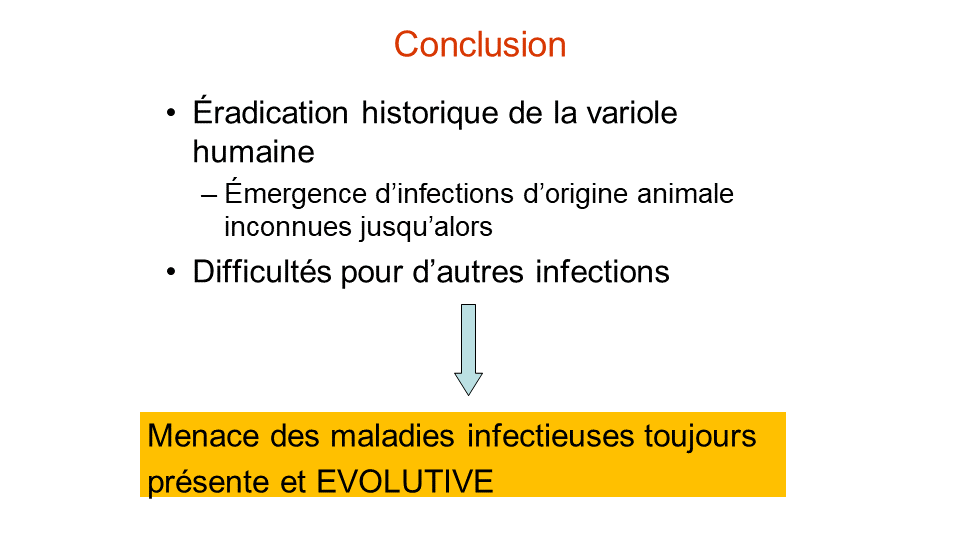 Conclusion
• Éradication historique de la variole
humaine
– Émergence d’infections d’origine animale
inconnues jusqu’alors
• Difficultés pour d’autres infections
Menace des maladies infectieuses toujours
présente et EVOLUTIVE